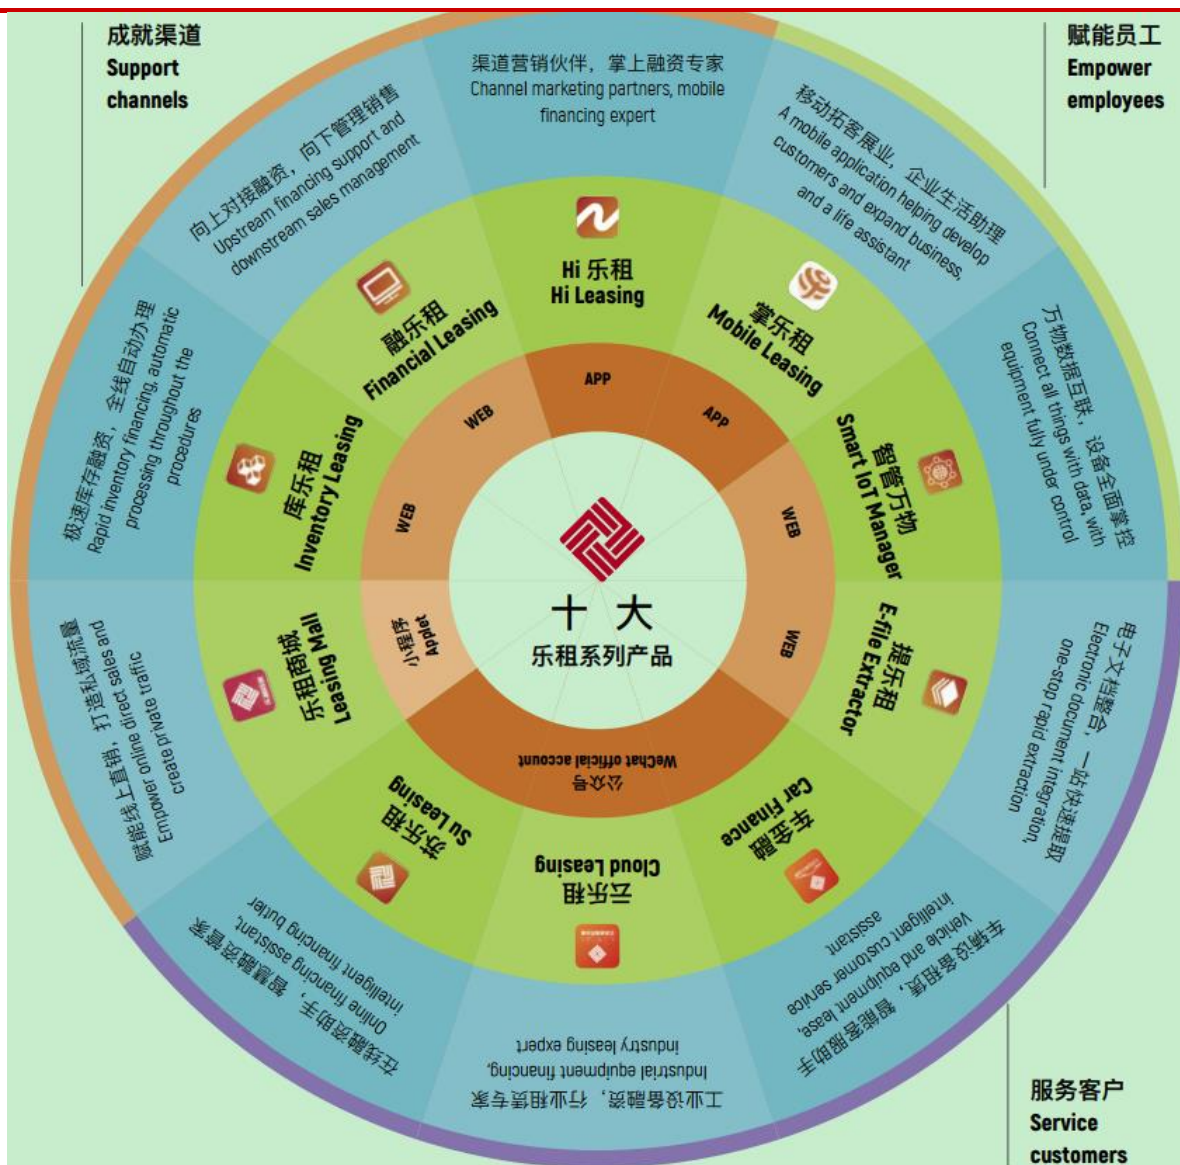 成就渠道
Support
channels
赋能员工
Empower
employees
服务客户
Service
customers
十 大
乐租系列产品
渠道营销伙伴，掌上融资专家
Channel marketing partners, mobile
financing expert
Hi 乐租
Hi Leasing
APP
移动拓客展业，企业生活助理
A mobile application helping develop
customers and expand business,
and a life assistant
掌乐租
Mobile Leasing
APP
万物数据互联，设备全面掌控
Connect all things with data, with
equipment fully under control
智管万物
Smart IoT Manager
WEB
电子文档整合，一站快速提取
Electronic document integration,
one-stop rapid extraction
提乐租
E-file Extractor
WEB
车辆设备租赁，智能客服助手
Vehicle and equipment lease,
intelligent customer service
assistant
车金融
Car Finance
工业设备融资，行业租赁专家
Industrial equipment financing,
industry leasing expert
云乐租
Cloud Leasing
公众号
WeChat official account
在线融资助手，智慧融资管家
Online financing assistant,
intelligent financing butler
苏乐租
Su Leasing
赋能线上直销，打造私域流量
Empower online direct sales and
create private traffic
乐租商城
Leasing Mall
小程序
Applet
极速库存融资，全线自动办理
Rapid inventory financing, automatic
processing throughout the
procedures
库乐租
Inventory Leasing
WEB
向上对接融资，向下管理销售
Upstream financing support and
downstream sales management
融乐租
Financial Leasing
WEB